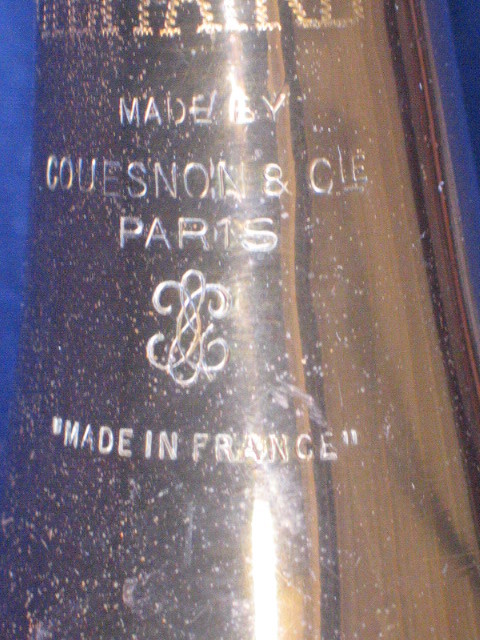 MADE BY
COUESNON & CIE
PARIS
"MADE IN FRANCE"